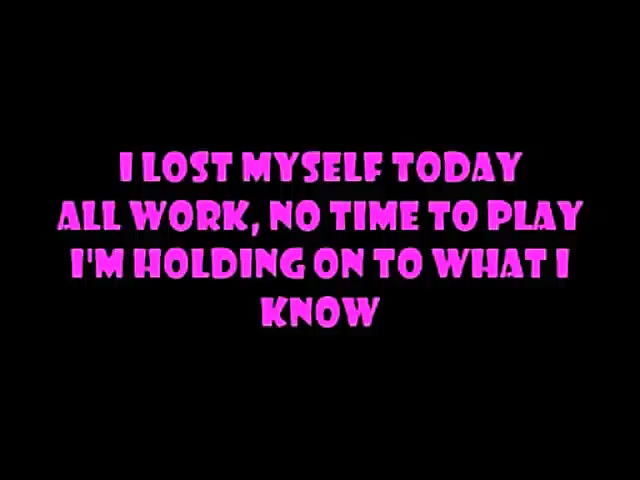 I LOST MYSELF TODAY
ALL WORK, NO TIME TO PLAY
I'M HOLDING ON TO WHAT I
KNOW